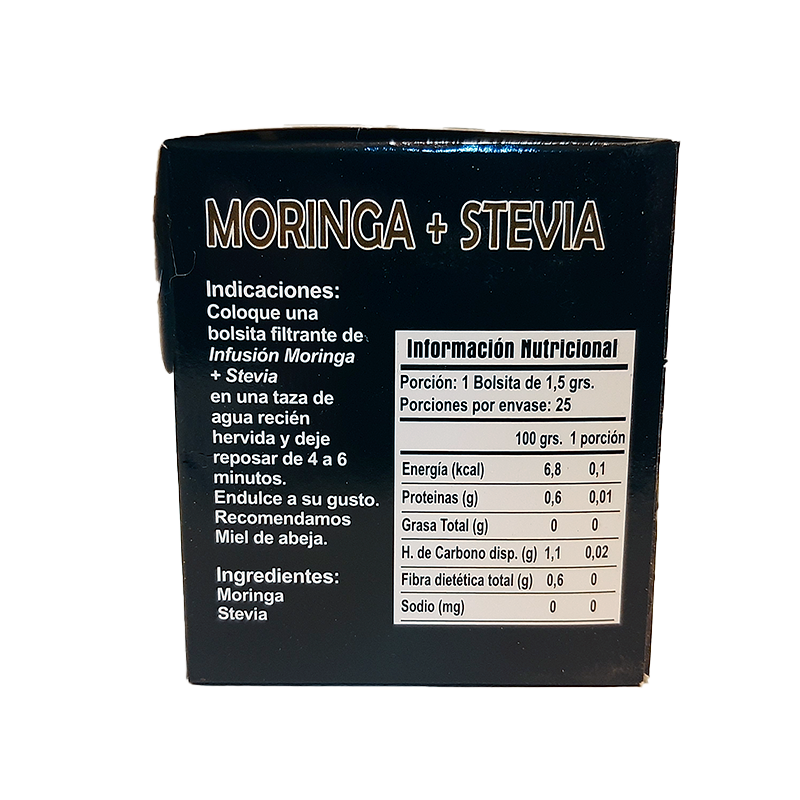 MORINGA + STEVIA
Indicaciones:
Coloque una
bolsita filtrante de
Infusión Moringa
+ Stevia
en una taza de
agua recién
hervida y deje
reposar de 4 a 6
minutos.
Endulce a su gusto.
Recomendamos
Miel de abeja.
Ingredientes:
Moringa
Stevia
Información Nutricional
Porción: 1 Bolsita de 1,5 grs.
Porciones por envase: 25
100 grs. 1 porción
Energía (kcal) 6,8 0,1
Proteinas (g) 0,6 0,01
Grasa Total (g) 0 0
H. de Carbono disp. (g) 1,1 0,02
Fibra dietética total (g) 0,6 0
Sodio (mg) 0 0